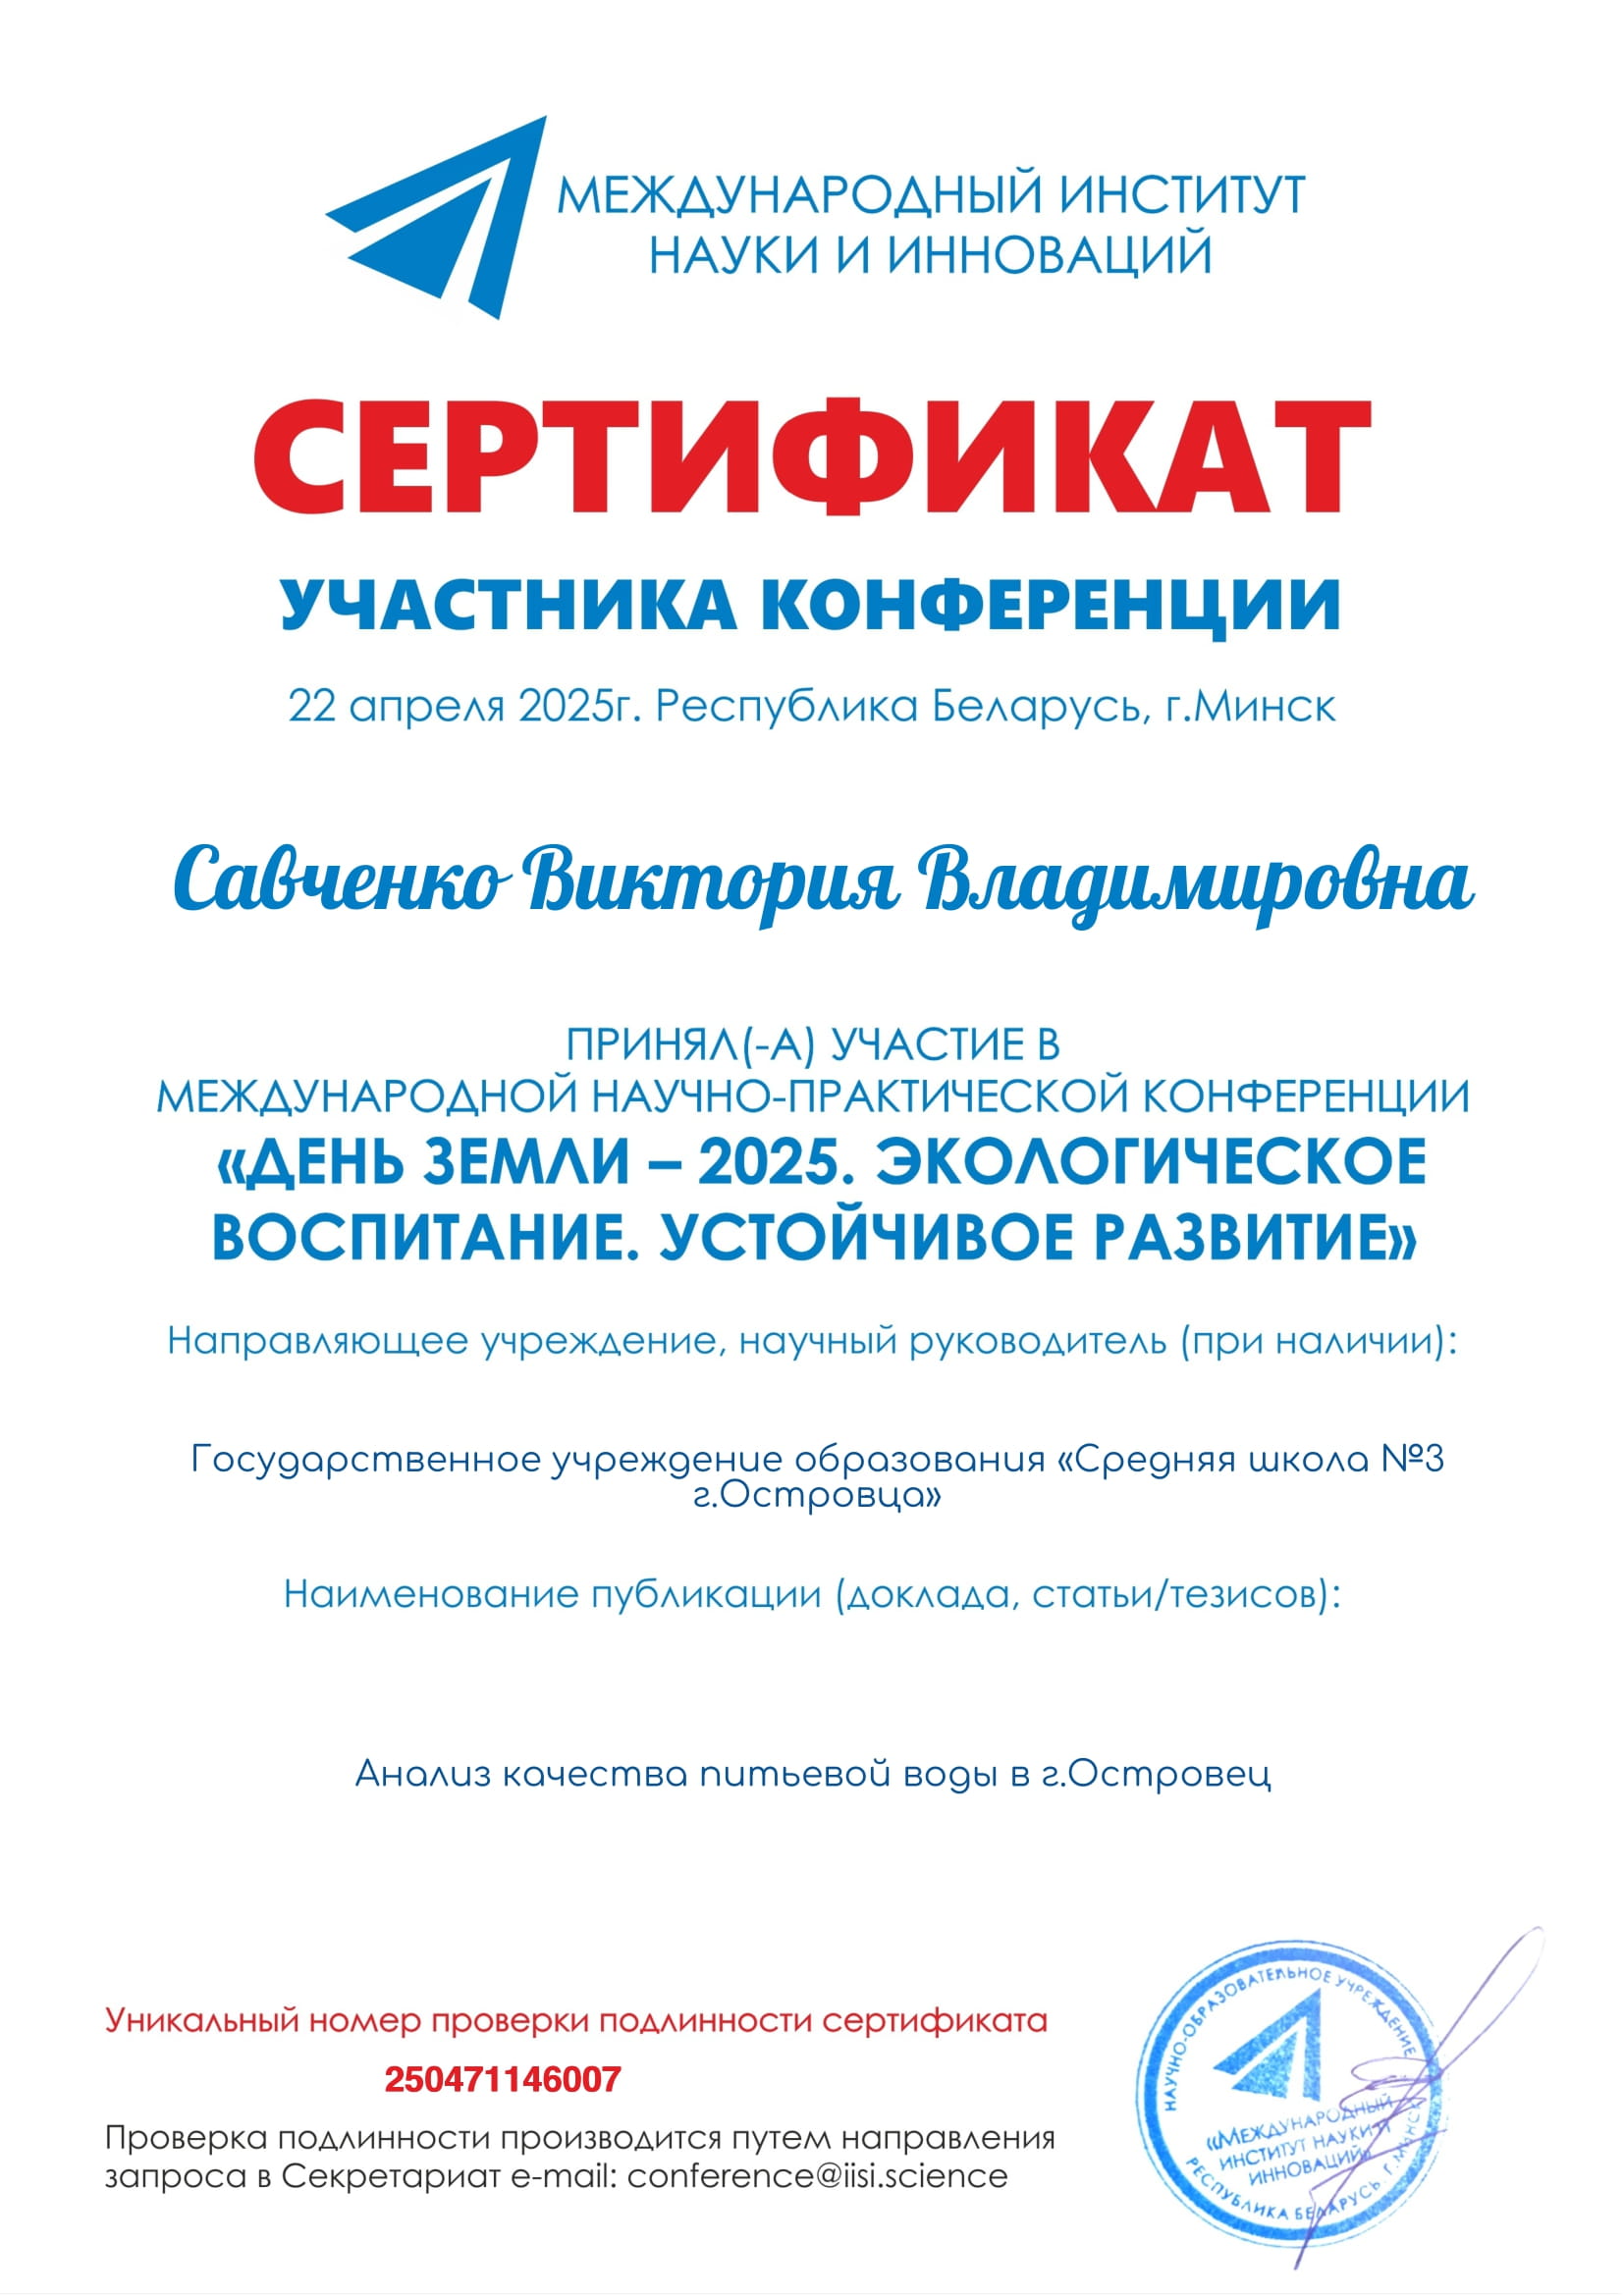 МЕЖДУНАРОДНЫЙ ИНСТИТУТ
НАУКИ И ИННОВАЦИЙ
СЕРТИФИКАТ
УЧАСТНИКА КОНФЕРЕНЦИИ
22 апреля 2025г. Республика Беларусь, г.Минск
Савченко Виктория Владимировна
ПРИНЯЛ(-А) УЧАСТИЕ В
МЕЖДУНАРОДНОЙ НАУЧНО-ПРАКТИЧЕСКОЙ КОНФЕРЕНЦИИ
«ДЕНЬ ЗЕМЛИ – 2025. ЭКОЛОГИЧЕСКОЕ
ВОСПИТАНИЕ. УСТОЙЧИВОЕ РАЗВИТИЕ»
Направляющее учреждение, научный руководитель (при наличии):
Государственное учреждение образования «Средняя школа №3
г.Островца»
Наименование публикации (доклада, статьи/тезисов):
Анализ качества питьевой воды в г.Островец
Уникальный номер проверки подлинности сертификата
250471146007
Проверка подлинности производится путем направления
запроса в Секретариат e-mail: conference@iisi.science
НАУЧНО-ОБРАЗОВАТЕЛЬНОЕ УЧРЕЖДЕНИЕ
«МЕЖДУНАРОДНЫЙ
ИНСТИТУТ НАУКИ И
ИННОВАЦИЙ»
РЕСПУБЛИКА БЕЛАРУСЬ Г.МИНСК